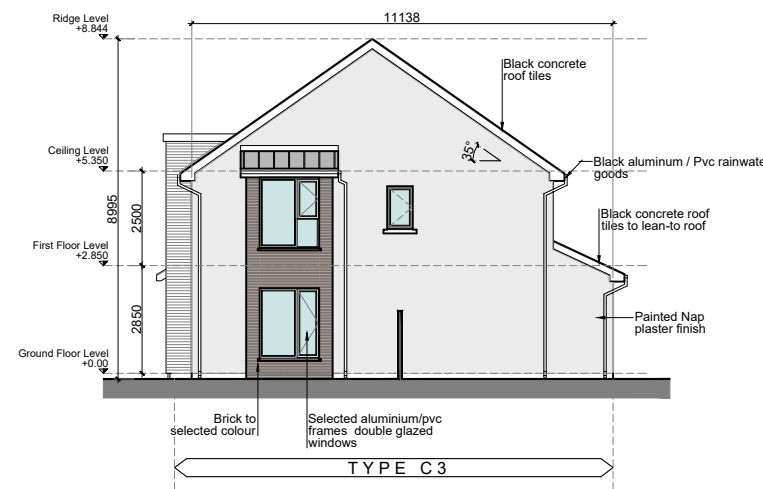 Ridge Level
+8.844
11138
Black concrete
roof tiles
35°
Ceiling Level
+5.350
Black aluminum / Pvc rainwate
goods
8995
2500
Black concrete roof
tiles to lean-to roof
First Floor Level
+2.850
2850
Painted Nap
plaster finish
Ground Floor Level
+0.00
Brick to
selected colour
Selected aluminium/pvc
frames double glazed
windows
TYPE C3